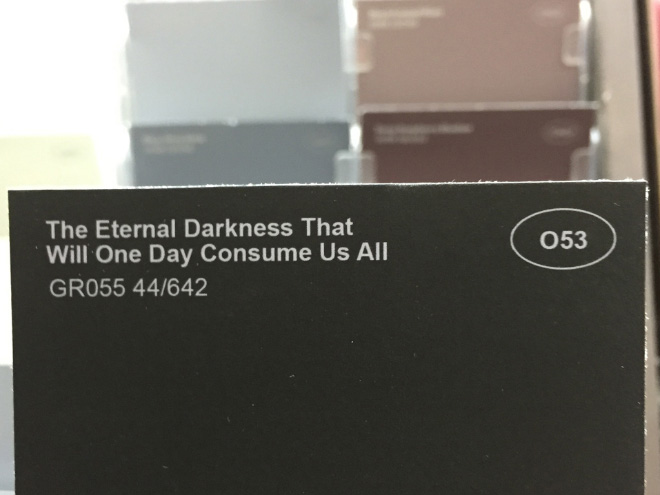 The Eternal Darkness That
Will One Day Consume Us All
GR055 44/642
O53